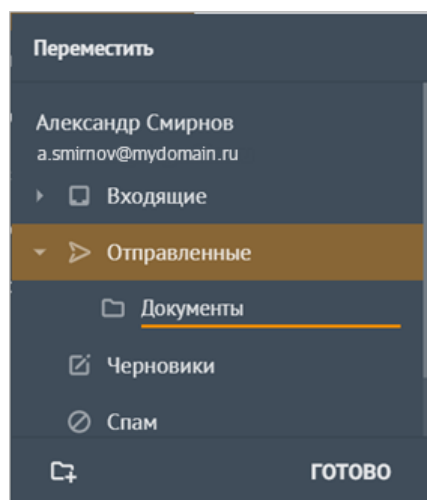 Переместить
Александр Смирнов
a.smirnov@mydomain.ru
Входящие
Отправленные
Документы
Черновики
Спам
ГОТОВО